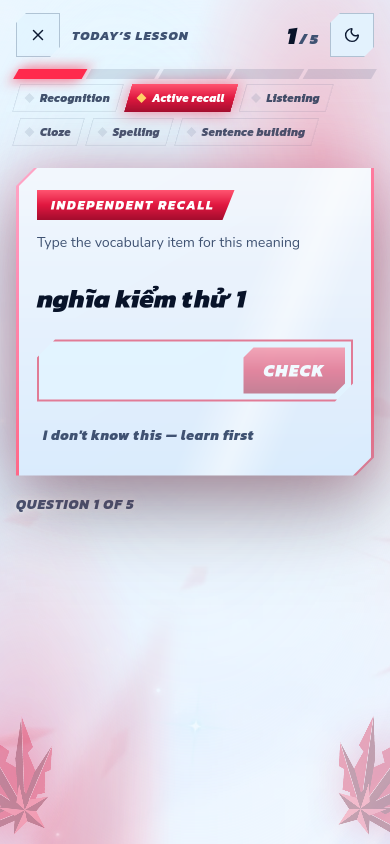 TODAY'S LESSON
1 / 5
Recognition
Active recall
Listening
Cloze
Spelling
Sentence building
INDEPENDENT RECALL
Type the vocabulary item for this meaning
nghĩa kiểm thử 1
CHECK
I don't know this — learn first
QUESTION 1 OF 5